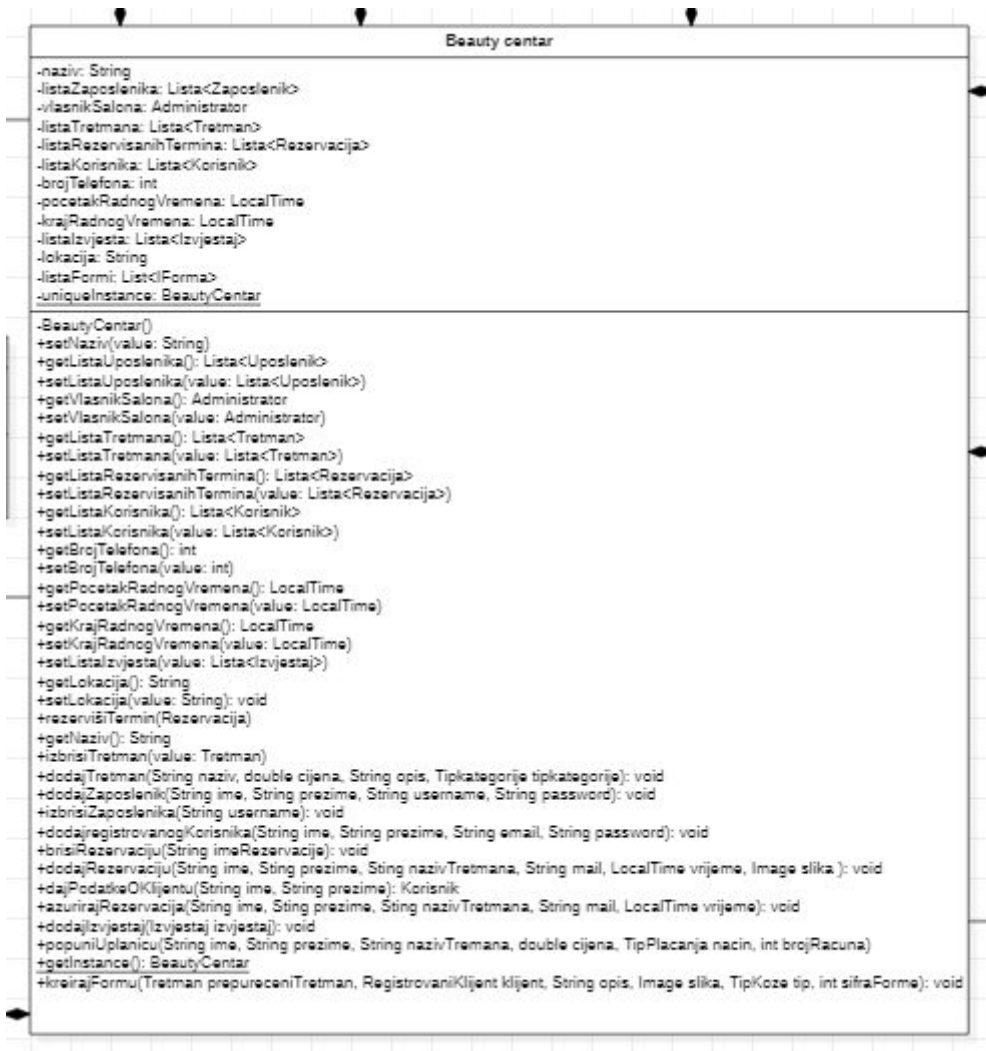 Beauty centar
-naziv: String
-listaZaposlenika: Lista<Zaposlenik>
-vlasnikSalona: Administrator
-listaTretmana: Lista<Tretman>
-listaRezervisanihTermina: Lista<Rezervacija>
-listaKorisnika: Lista<Korisnik>
-brojTelefona: int
-pocetakRadnogVremena: LocalTime
-krajRadnogVremena: LocalTime
-listaIzvjesta: Lista<Izvjestaj>
-lokacija: String
-listaFormi: List<IForma>
-uniqueInstance: BeautyCentar
-BeautyCentar()
+setNaziv(value: String)
+getListaUposlenika(): Lista<Uposlenik>
+setListaUposlenika(value: Lista<Uposlenik>)
+getVlasnikSalona(): Administrator
+setVlasnikSalona(value: Administrator)
+getListaTretmana(): Lista<Tretman>
+setListaTretmana(value: Lista<Tretman>)
+getListaRezervisanihTermina(): Lista<Rezervacija>
+setListaRezervisanihTermina(value: Lista<Rezervacija>)
+getListaKorisnika(): Lista<Korisnik>
+setListaKorisnika(value: Lista<Korisnik>)
+getBrojTelefona(): int
+setBrojTelefona(value: int)
+getPocetakRadnogVremena(): LocalTime
+setPocetakRadnogVremena(value: LocalTime)
+getKrajRadnogVremena(): LocalTime
+setKrajRadnogVremena(value: LocalTime)
+setListaIzvjesta(value: Lista<Izvjestaj>)
+getLokacija(): String
+setLokacija(value: String): void
+rezervišiTermin(Rezervacija)
+getNaziv(): String
+izbrisiTretman(value: Tretman)
+dodajTretman(String naziv, double cijena, String opis, Tipkategorije tipkategorije): void
+dodajZaposlenik(String ime, String prezime, String username, String password): void
+izbrisiZaposlenika(String username): void
+dodajregistrovanogKorisnika(String ime, String prezime, String email, String password): void
+brisiRezervaciju(String imeRezervacije): void
+dodajRezervaciju(String ime, Sting prezime, Sting nazivTretmana, String mail, LocalTime vrijeme, Image slika ): void
+dajPodatkeOKlijentu(String ime, String prezime): Korisnik
+azurirajRezervacija(String ime, Sting prezime, Sting nazivTretmana, String mail, LocalTime vrijeme): void
+dodajIzvjestaj(Izvjestaj izvjestaj): void
+popuniUplanicu(String ime, String prezime, String nazivTremana, double cijena, TipPlacanja nacin, int brojRacuna)
+getInstance(): BeautyCentar
+kreirajFormu(Tretman prepureceniTretman, RegistrovaniKlijent klijent, String opis, Image slika, TipKoze tip, int sifraForme): void